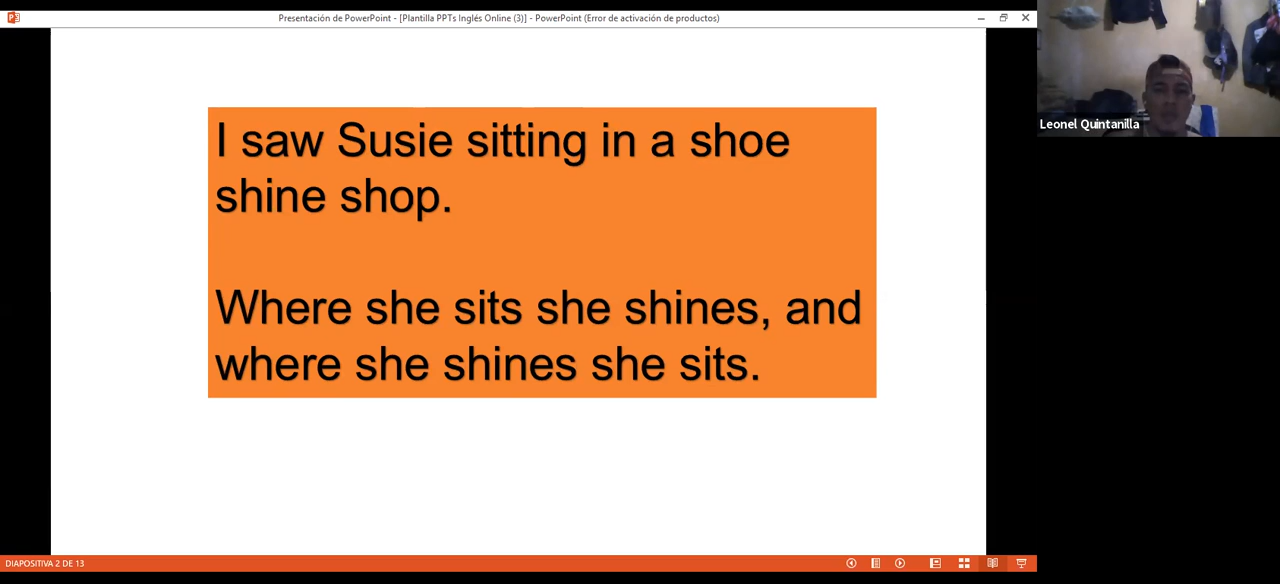 Presentación de PowerPoint - [Plantilla PPTs Inglés Online (3)] - PowerPoint (Error de activación de productos)
I saw Susie sitting in a shoe
shine shop.
Where she sits she shines, and
where she shines she sits.
Leonel Quintanilla
DIAPOSITIVA 2 DE 13